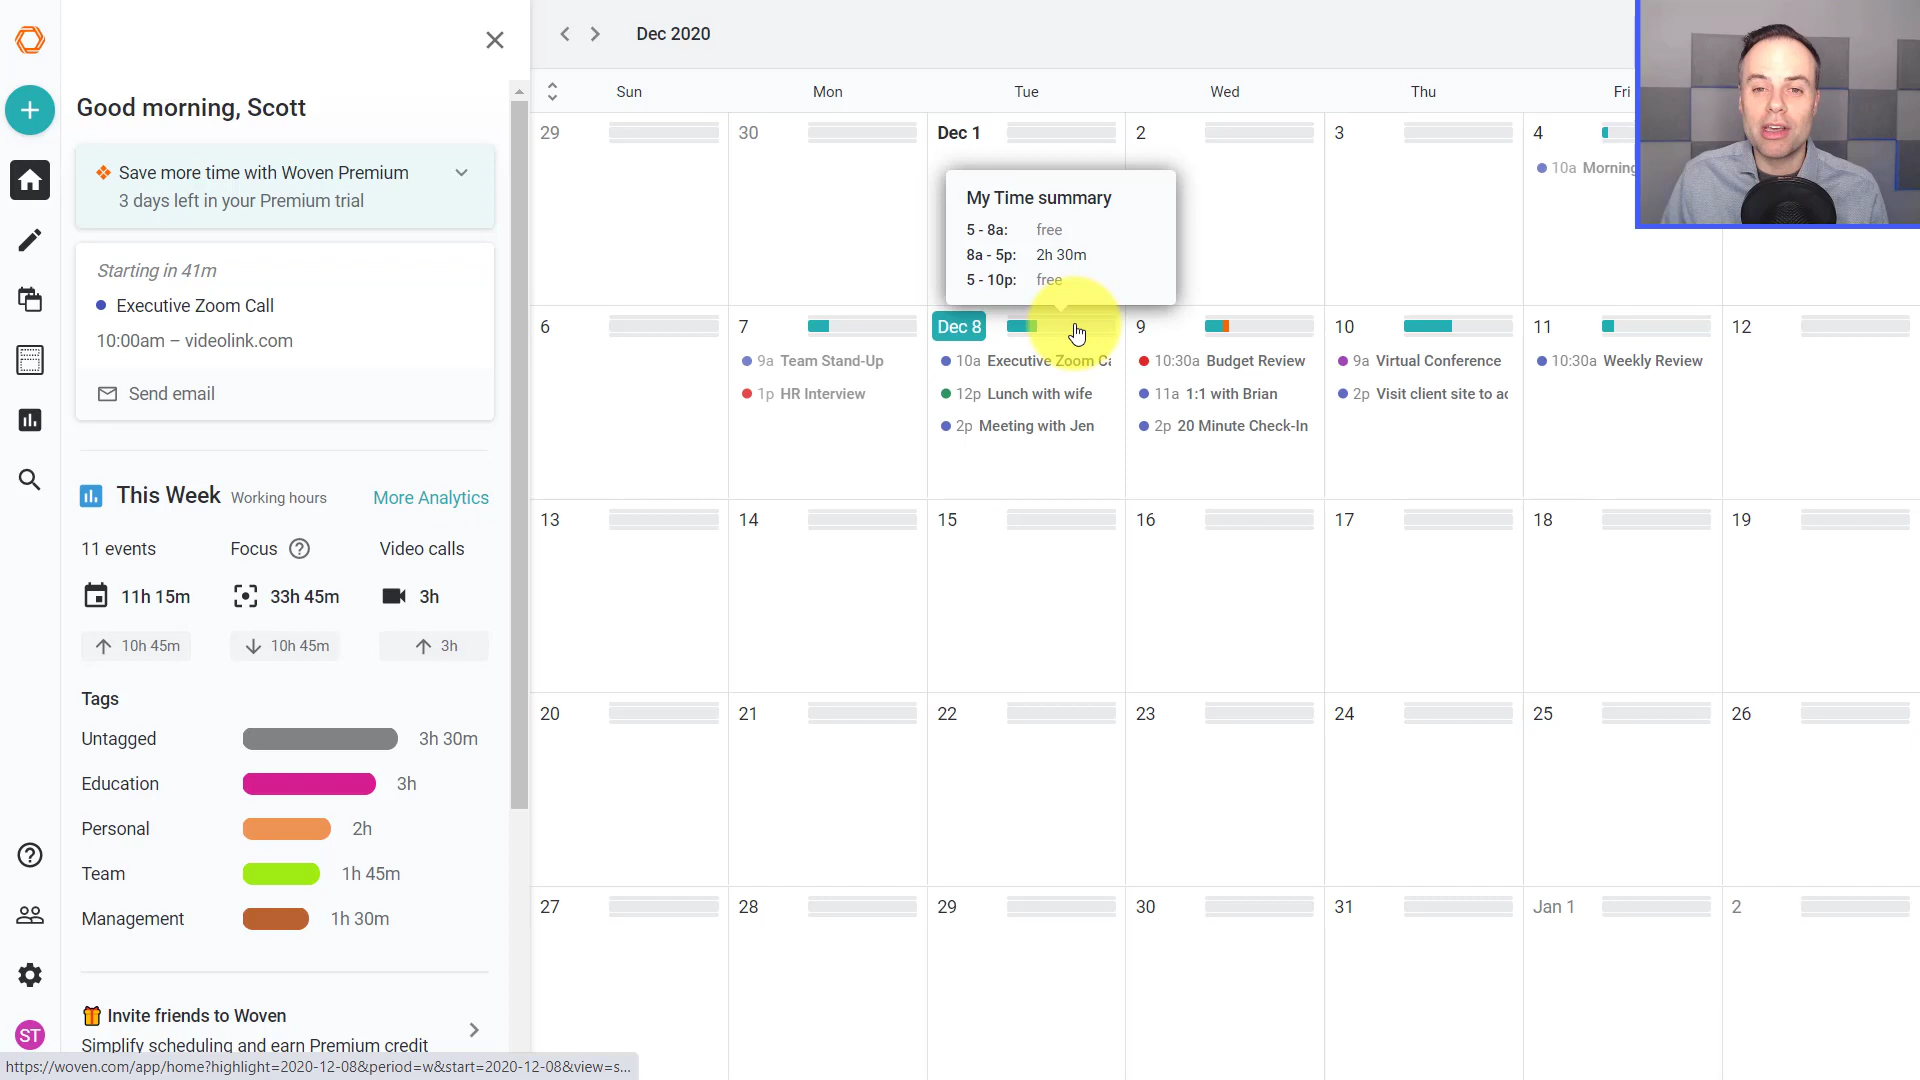 Good morning, Scott
Save more time with Woven Premium
3 days left in your Premium trial
Starting in 41m
Executive Zoom Call
10:00am – videolink.com
Send email
This Week Working hours More Analytics
11 events Focus Video calls
11h 15m 33h 45m 3h
10h 45m 10h 45m 3h
Tags
Untagged 3h 30m
Education 3h
Personal 2h
Team 1h 45m
Management 1h 30m
Invite friends to Woven
Simplify scheduling and earn Premium credit
ST
https://woven.com/app/home?highlight=2020-12-08&period=w&start=2020-12-08&view=s...
Dec 2020
Sun Mon Tue Wed Thu Fri
29 30 Dec 1 2 3 4
10a Morning
My Time summary
5 - 8a: free
8a - 5p: 2h 30m
5 - 10p: free
6 7 Dec 8 9 10 11 12
9a Team Stand-Up
1p HR Interview
10a Executive Zoom Ca
12p Lunch with wife
2p Meeting with Jen
10:30a Budget Review
11a 1:1 with Brian
2p 20 Minute Check-In
9a Virtual Conference
2p Visit client site to ac
10:30a Weekly Review
13 14 15 16 17 18 19
20 21 22 23 24 25 26
27 28 29 30 31 Jan 1 2